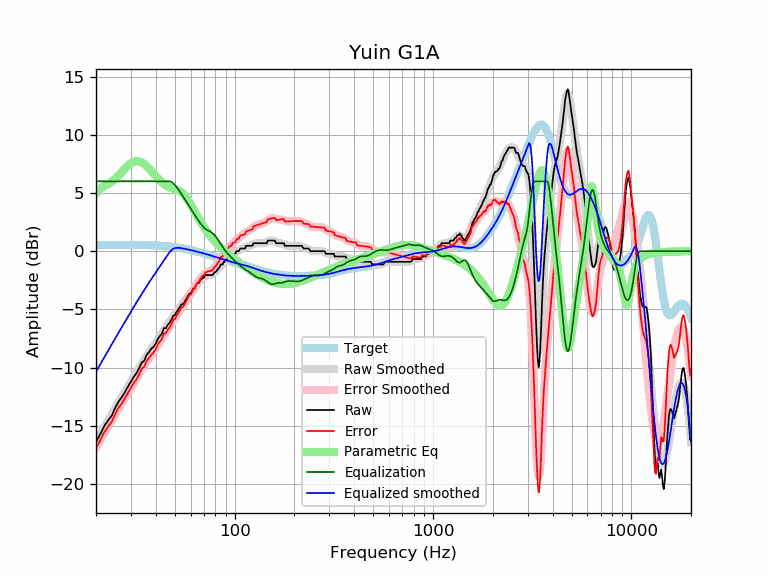 Yuin G1A
15
10
5
0
−5
−10
−15
−20
Amplitude (dBr)
Target
Raw Smoothed
Error Smoothed
Raw
Error
Parametric Eq
Equalization
Equalized smoothed
100
1000
10000
Frequency (Hz)